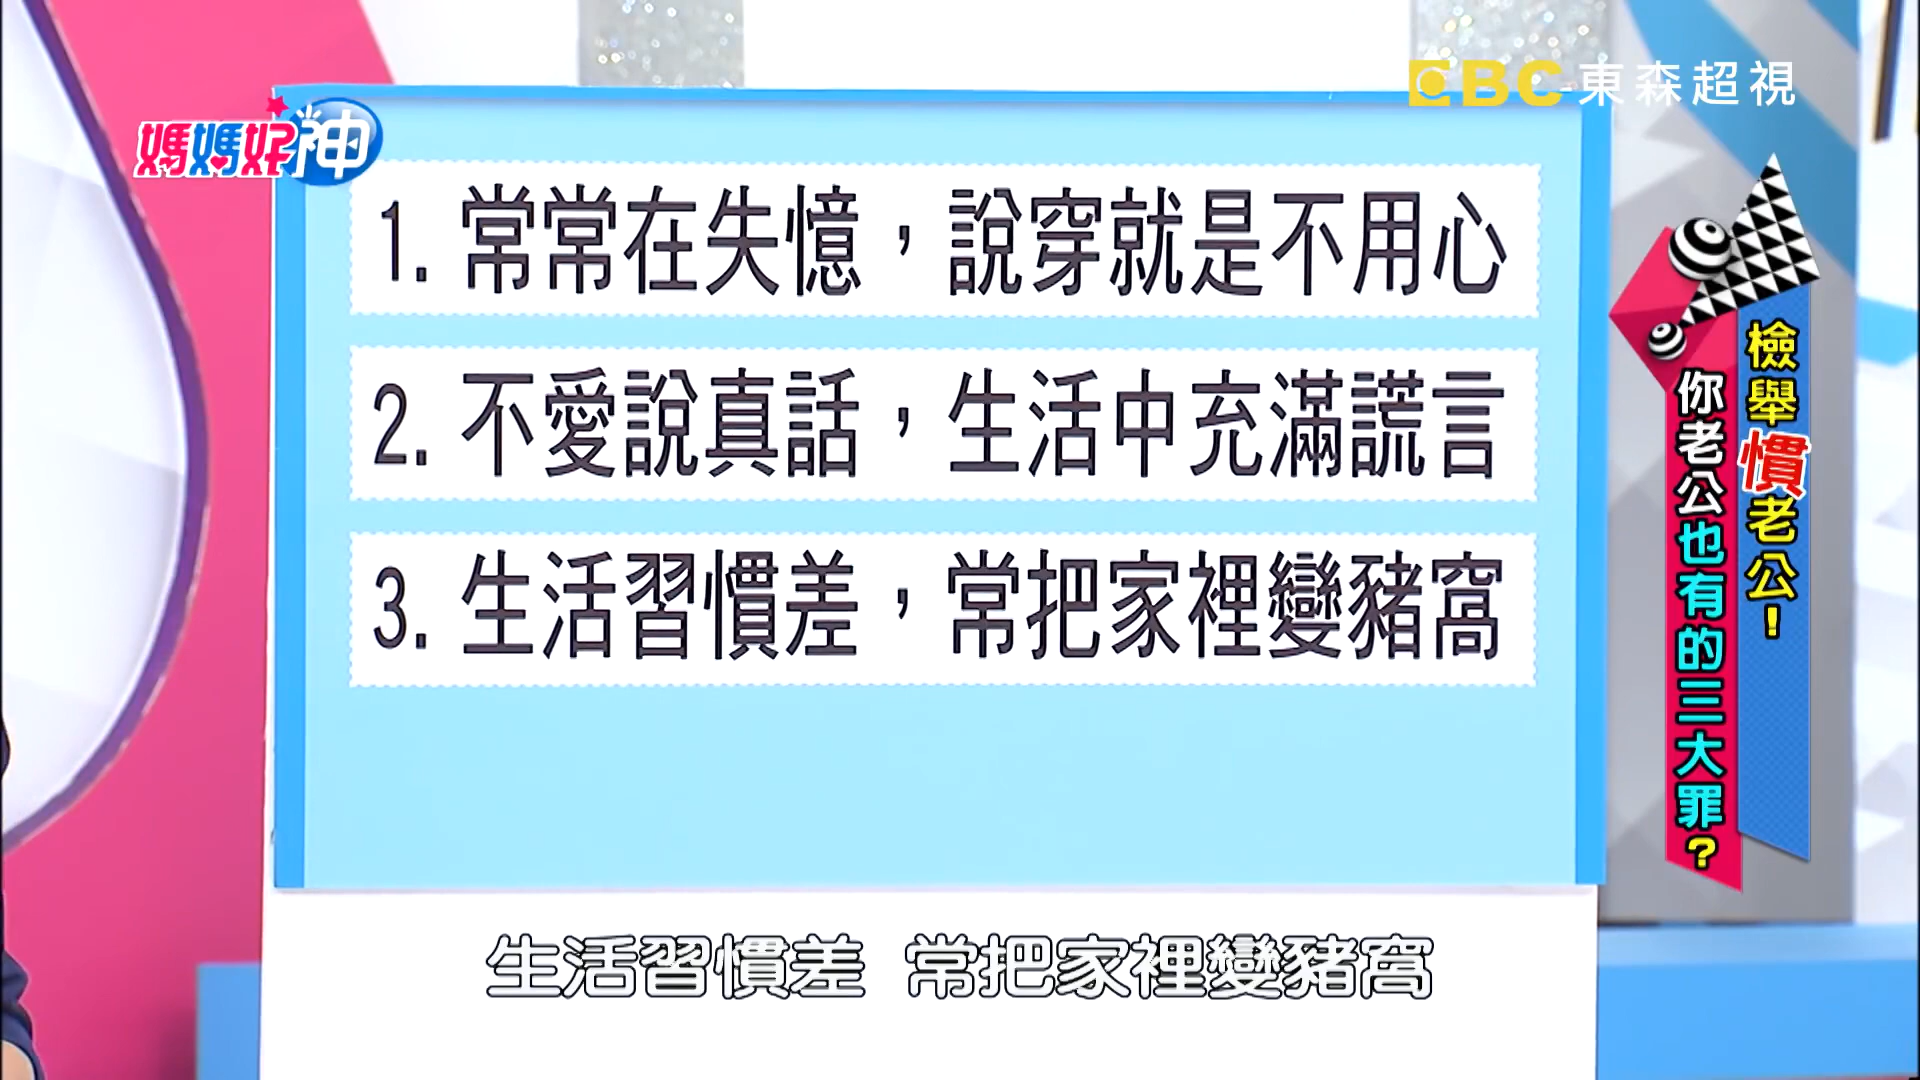 EBC 東森超視
媽媽好神
1. 常常在失憶，說穿就是不用心
2. 不愛說真話，生活中充滿謊言
3. 生活習慣差，常把家裡變豬窩
檢舉慣老公！
你老公也有的三大罪？
生活習慣差 常把家裡變豬窩